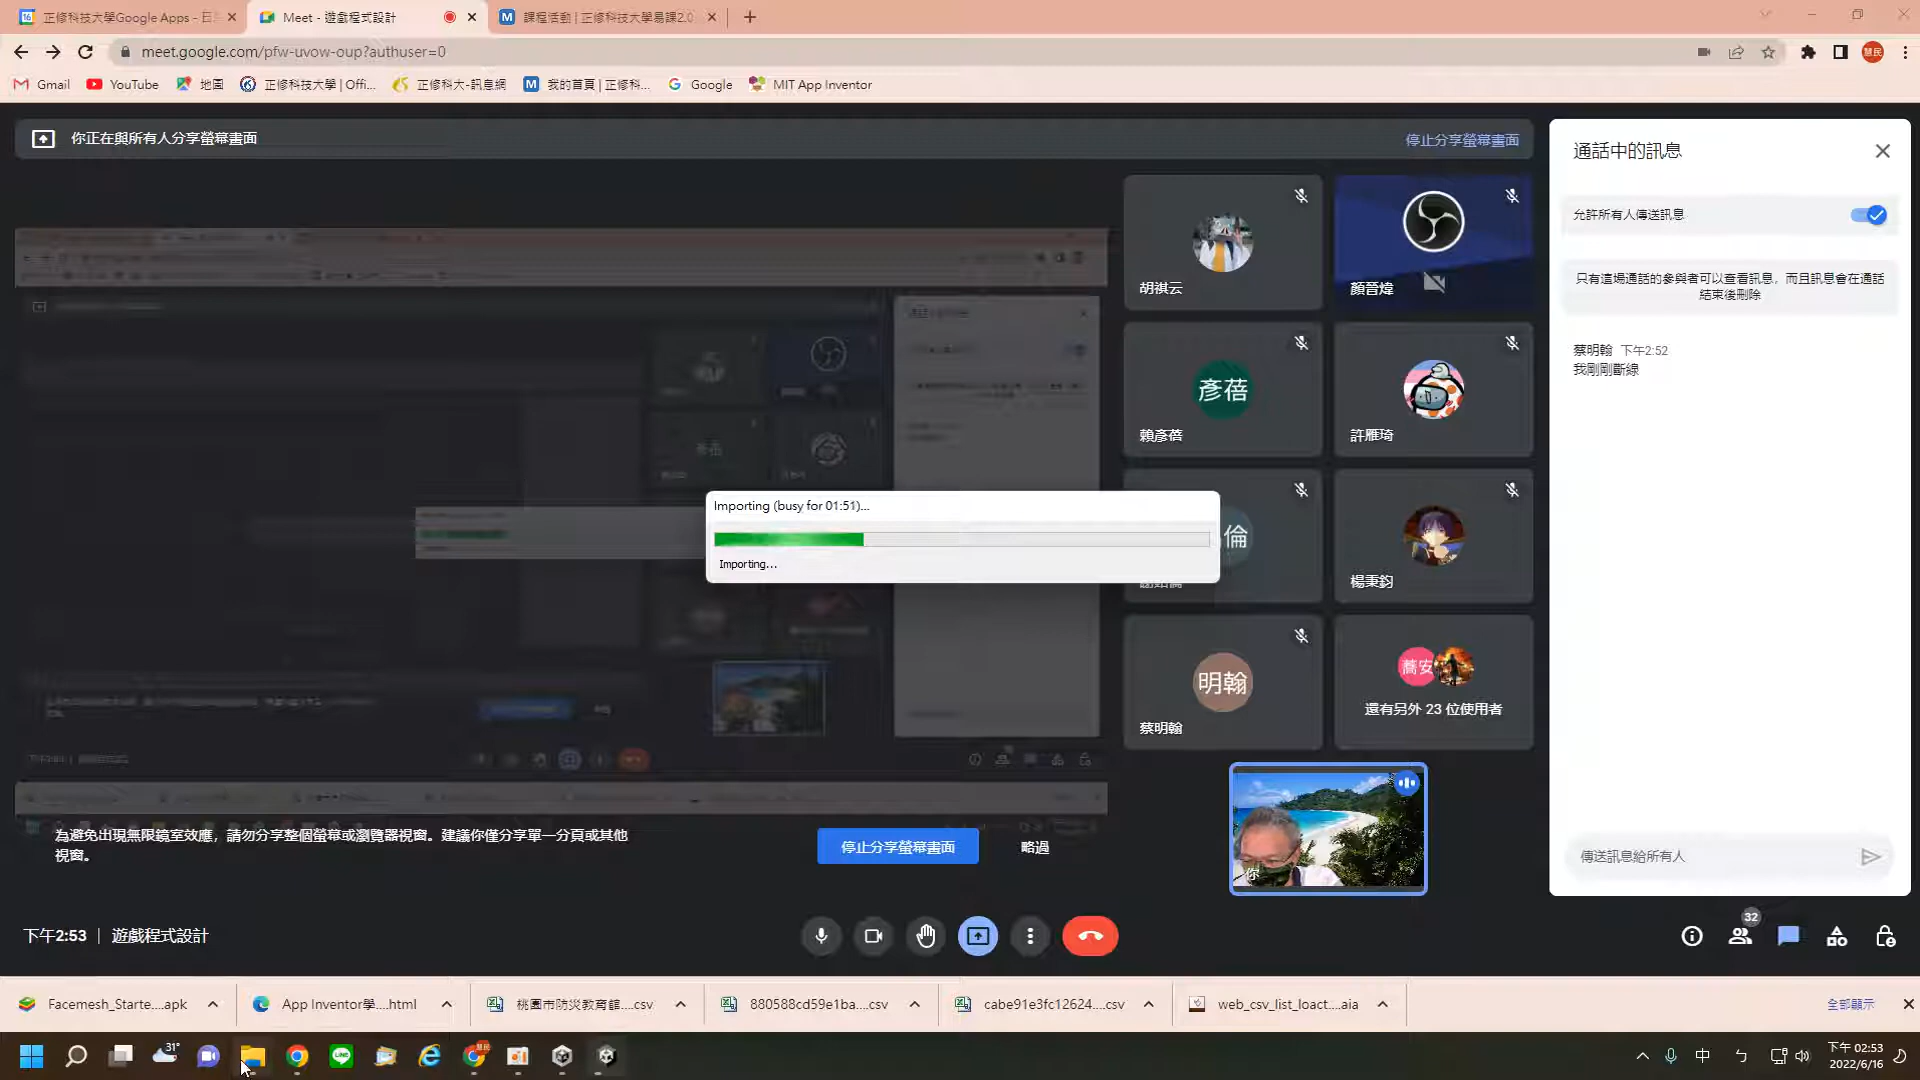 正修科技大學Google Apps - 日
Meet - 遊戲程式設計
課程活動 | 正修科技大學易課2.0
meet.google.com/pfw-uvow-oup?authuser=0
慧民
Gmail
YouTube
地圖
正修科技大學 | Offi...
正修科大-訊息網
我的首頁 | 正修科...
Google
MIT App Inventor
你正在與所有人分享螢幕畫面
停止分享螢幕畫面
通話中的訊息
允許所有人傳送訊息
只有這場通話的參與者可以查看訊息，而且訊息會在通話
結束後刪除
蔡明翰 下午2:52
我剛剛斷線
胡祺云
顏晉煒
彥蓓
賴彥蓓
許雁琦
Importing (busy for 01:51)...
Importing...
倫
楊秉鈞
明翰
蔡明翰
蕎安
還有另外 23 位使用者
你
為避免出現無限鏡室效應，請勿分享整個螢幕或瀏覽器視窗。建議你僅分享單一分頁或其他
視窗。
停止分享螢幕畫面
略過
傳送訊息給所有人
下午2:53 | 遊戲程式設計
32
Facemesh_Starte....apk
App Inventor學....html
桃園市防災教育館....csv
880588cd59e1ba....csv
cabe91e3fc12624....csv
web_csv_list_loact....aia
全部顯示
31°
中
下午 02:53
2022/6/16